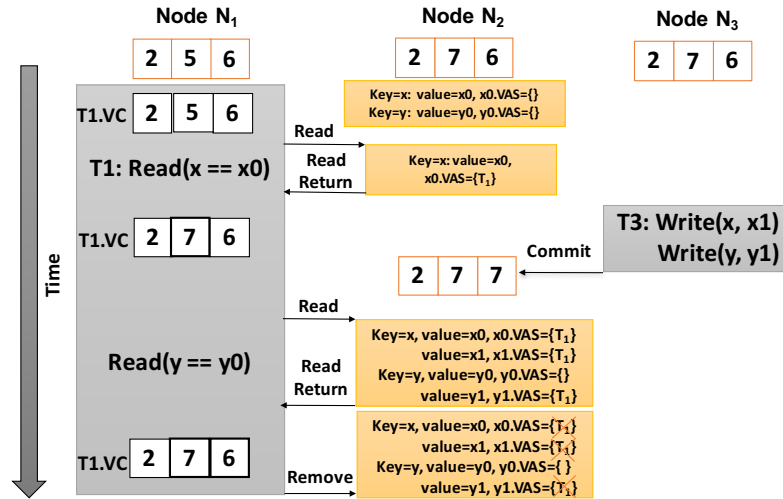 Node N₁
Node N₂
Node N₃
2 5 6
2 7 6
2 7 6
Time
T1.VC 2 5 6
Key=x: value=x0, x0.VAS={}
Key=y: value=y0, y0.VAS={}
Read
T1: Read(x == x0)
Read
Return
Key=x: value=x0,
x0.VAS={T₁}
T1.VC 2 7 6
T3: Write(x, x1)
Write(y, y1)
Commit
2 7 7
Read
Read(y == y0)
Read
Return
Key=x, value=x0, x0.VAS={T₁}
value=x1, x1.VAS={T₁}
Key=y, value=y0, y0.VAS={}
value=y1, y1.VAS={T₁}
T1.VC 2 7 6
Remove
Key=x, value=x0, x0.VAS={T₁}
value=x1, x1.VAS={T₁}
Key=y, value=y0, y0.VAS={ }
value=y1, y1.VAS={T₁}